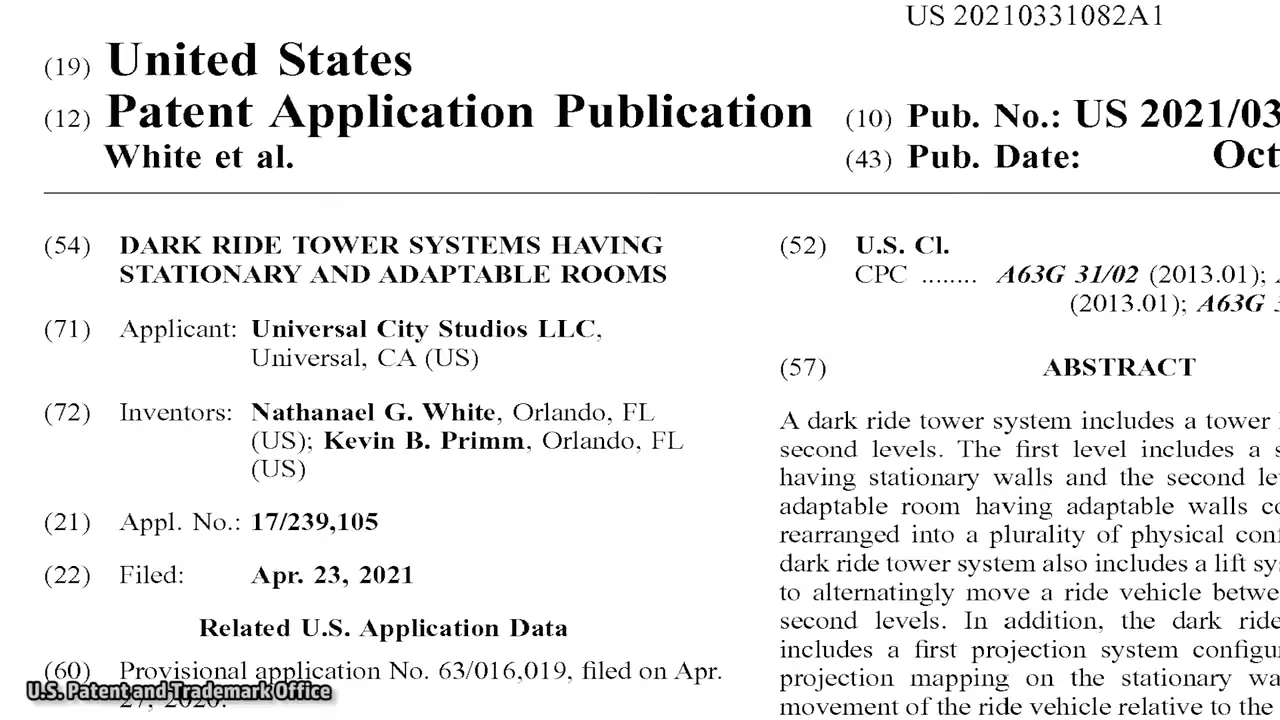 US 20210331082A1
(19) United States
(12) Patent Application Publication
White et al.
(10) Pub. No.: US 2021/03
(43) Pub. Date: Oct
(54) DARK RIDE TOWER SYSTEMS HAVING
STATIONARY AND ADAPTABLE ROOMS
(71) Applicant: Universal City Studios LLC,
Universal, CA (US)
(72) Inventors: Nathanael G. White, Orlando, FL
(US); Kevin B. Primm, Orlando, FL
(US)
(21) Appl. No.: 17/239,105
(22) Filed: Apr. 23, 2021
Related U.S. Application Data
(60) Provisional application No. 63/016,019, filed on Apr.
27, 2020.
(52) U.S. Cl.
CPC ........ A63G 31/02 (2013.01);
(2013.01); A63G
(57) ABSTRACT
A dark ride tower system includes a tower
second levels. The first level includes a
having stationary walls and the second
adaptable room having adaptable walls
rearranged into a plurality of physical
dark ride tower system also includes a lift
to alternatingly move a ride vehicle
second levels. In addition, the dark ride
includes a first projection system
projection mapping on the stationary
movement of the ride vehicle relative to the
U.S. Patent and Trademark Office